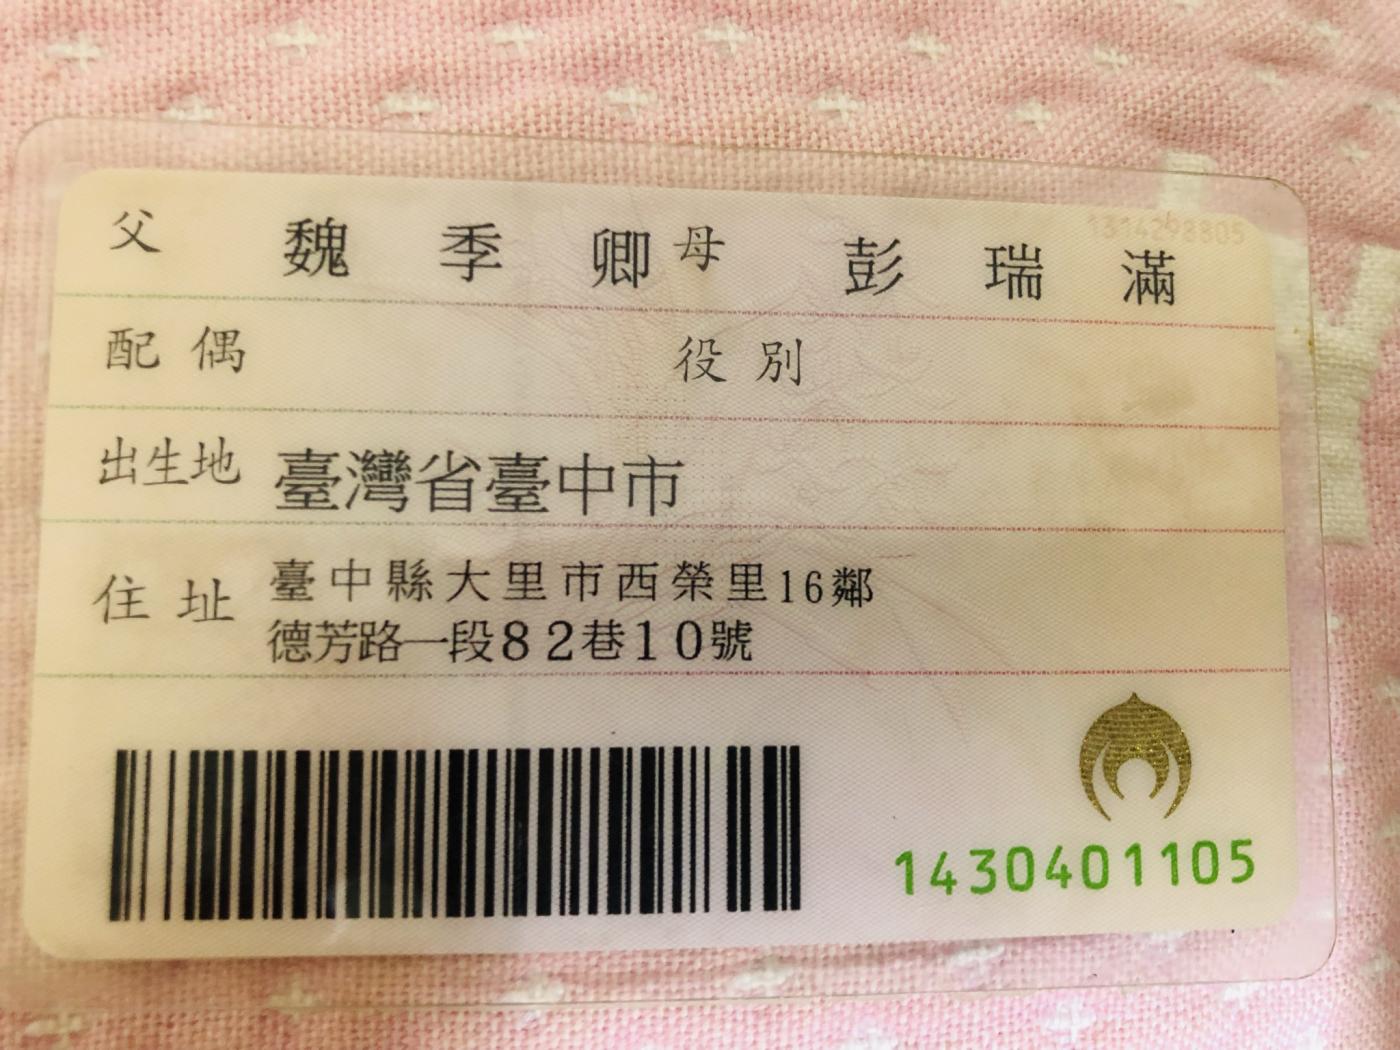 1314298805
父 魏季卿 母 彭瑞滿
配偶 役別
出生地 臺灣省臺中市
住址 臺中縣大里市西榮里16鄰
德芳路一段82巷10號
1430401105